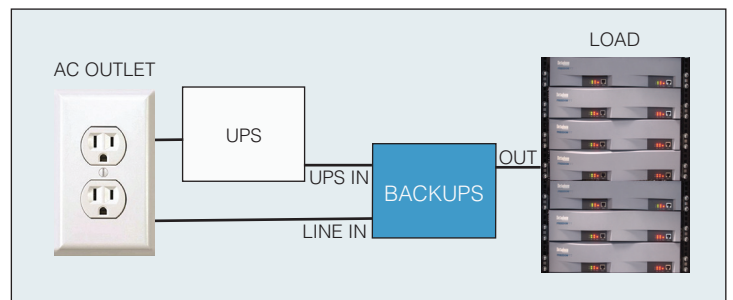 LOAD
AC OUTLET
UPS
UPS IN
BACKUPS
OUT
LINE IN